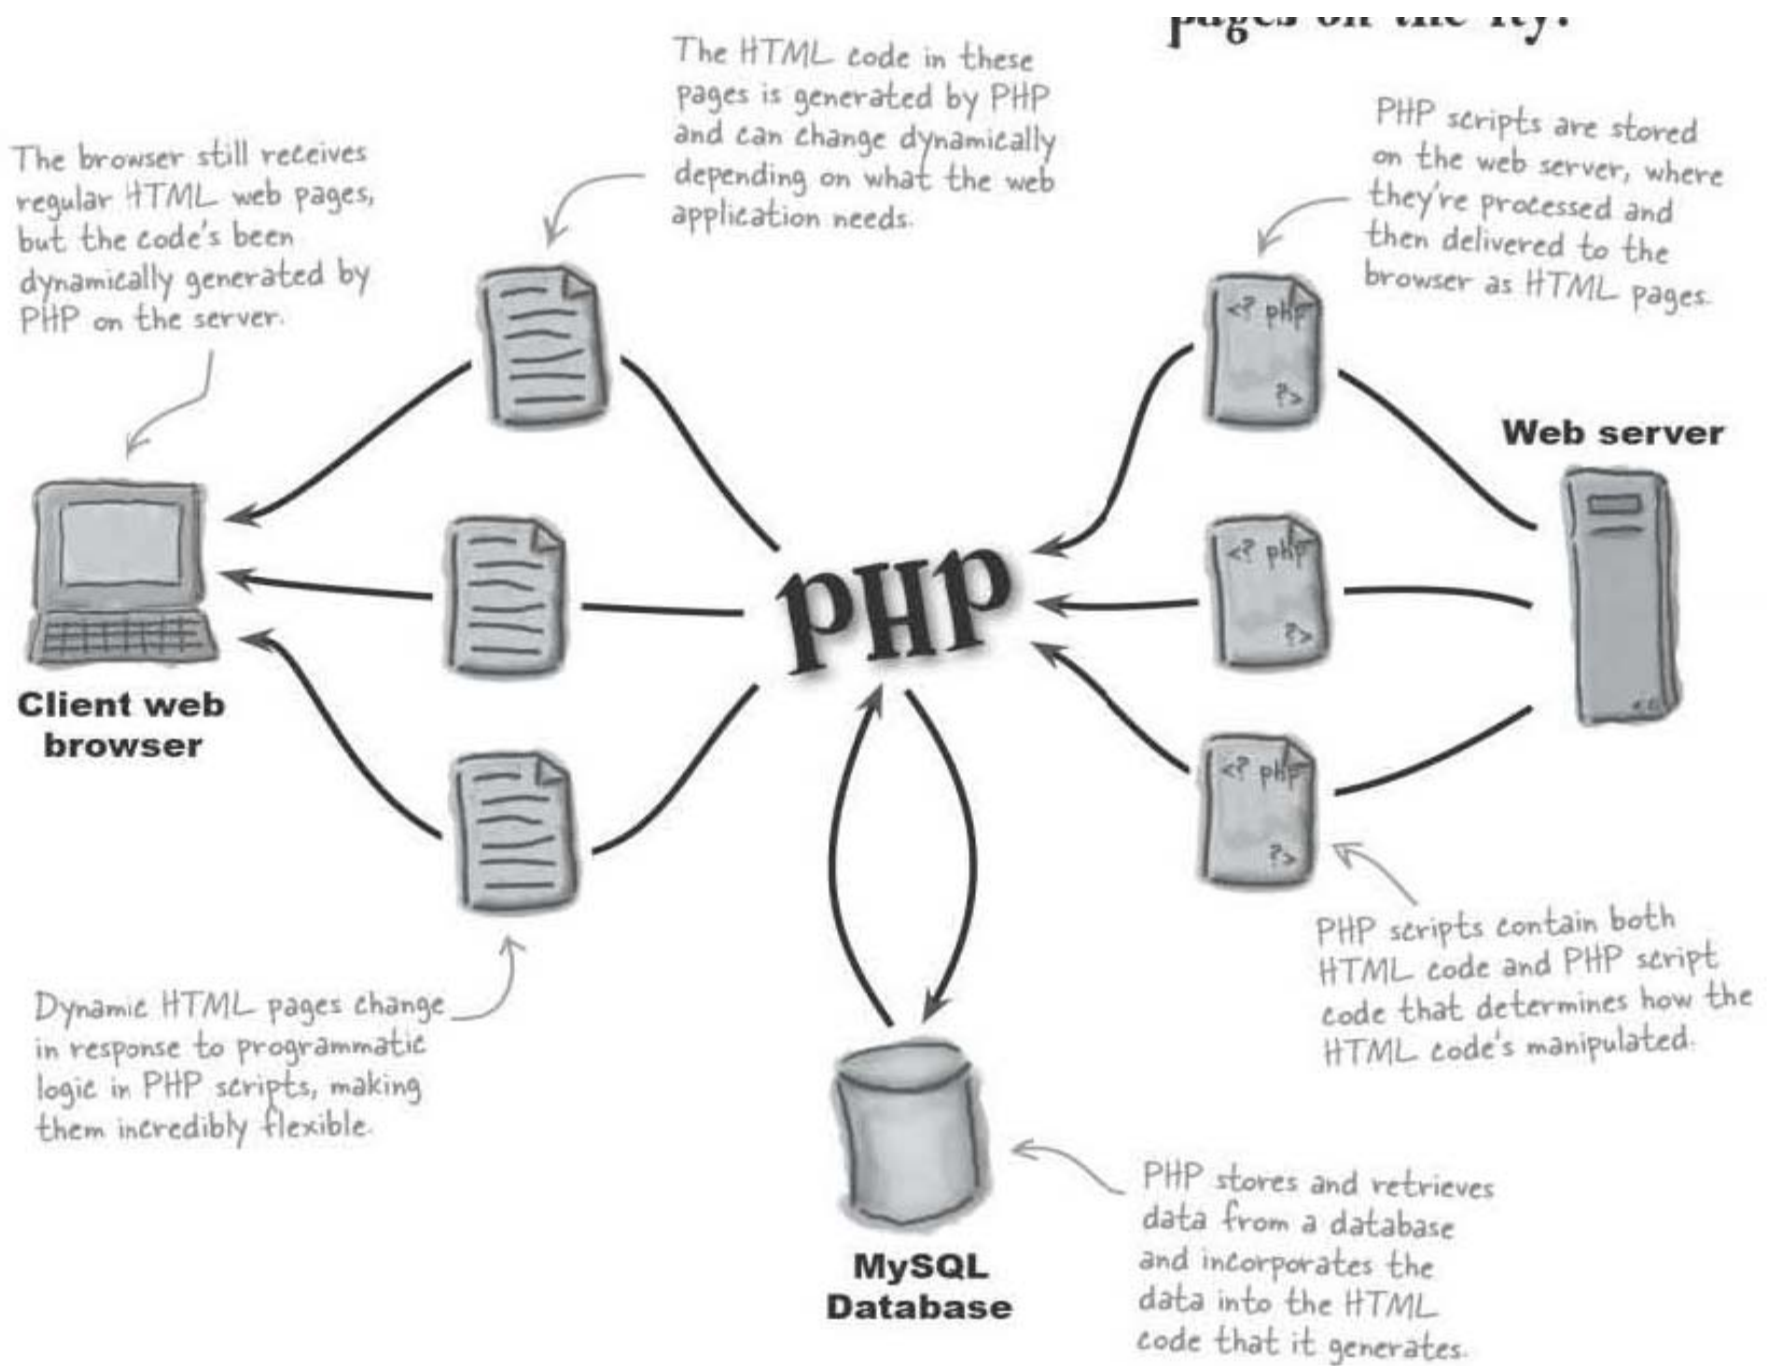 pages on the fly!
The HTML code in these
pages is generated by PHP
and can change dynamically
depending on what the web
application needs.
PHP scripts are stored
on the web server, where
they're processed and
then delivered to the
browser as HTML pages.
The browser still receives
regular HTML web pages,
but the code's been
dynamically generated by
PHP on the server.
<? php
?>
Web server
<? php
?>
PHP
Client web
browser
<? php
?>
PHP scripts contain both
HTML code and PHP script
code that determines how the
HTML code's manipulated.
Dynamic HTML pages change
in response to programmatic
logic in PHP scripts, making
them incredibly flexible.
MySQL
Database
PHP stores and retrieves
data from a database
and incorporates the
data into the HTML
code that it generates.